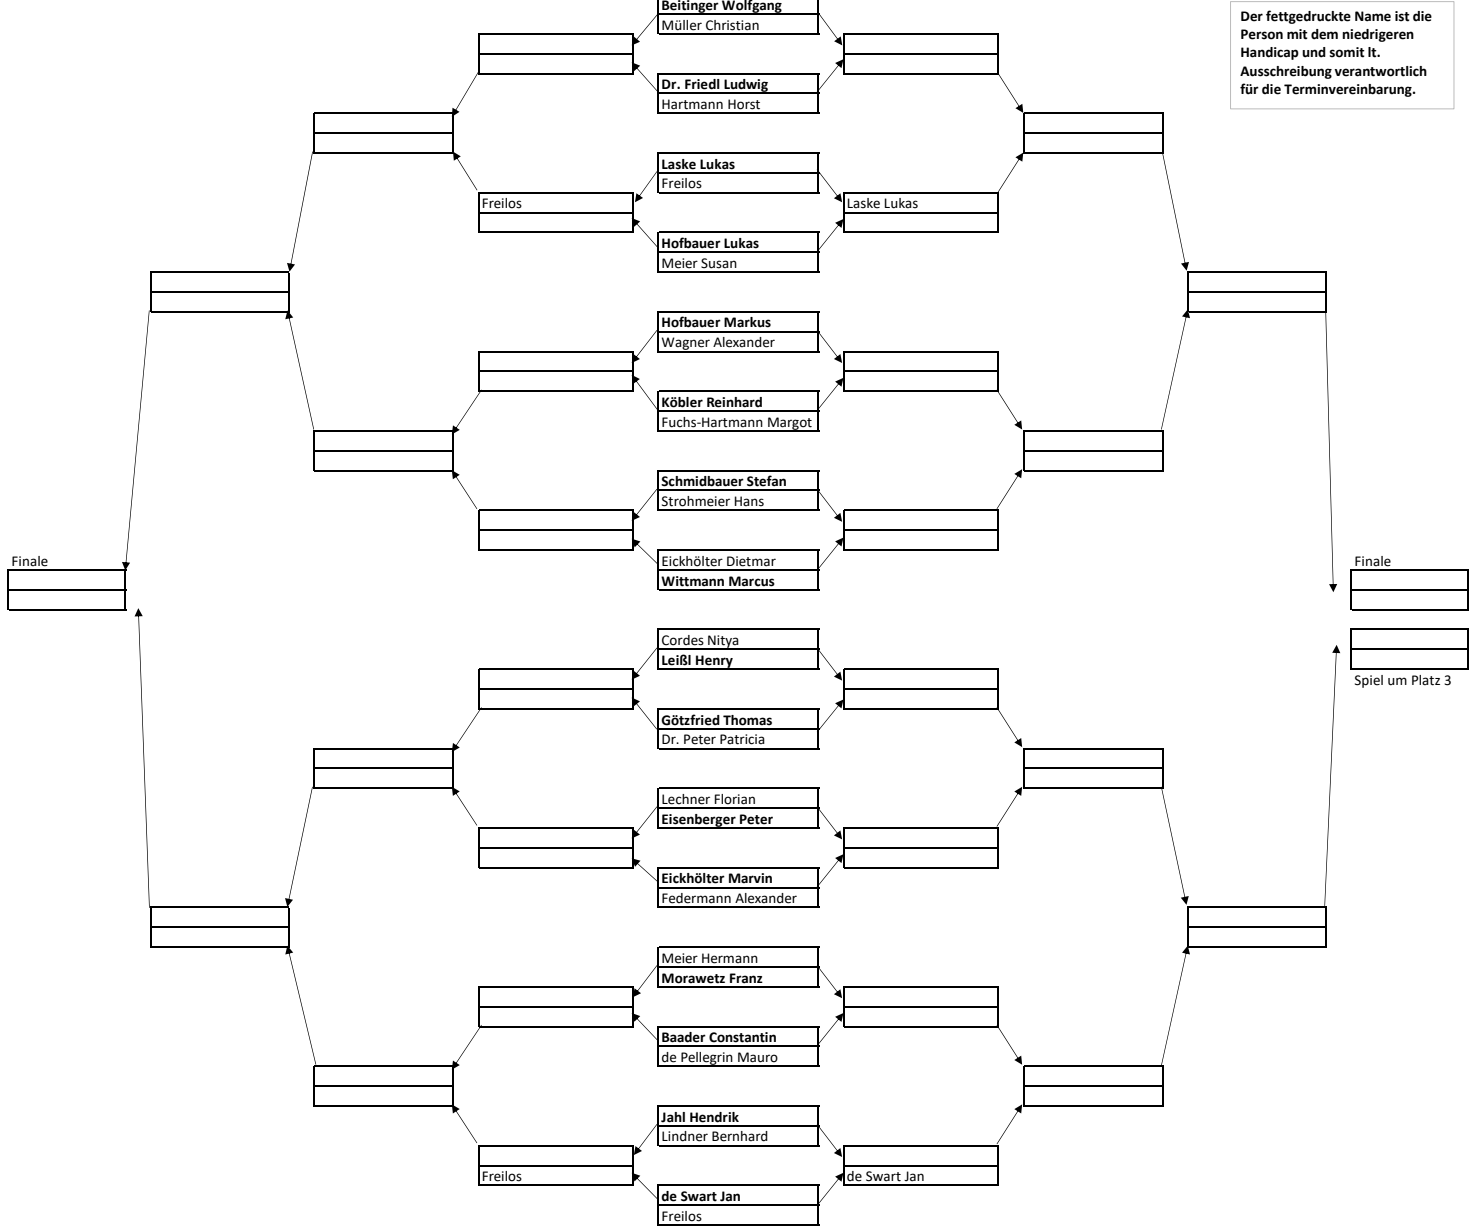 Beitinger Wolfgang
Müller Christian
Der fettgedruckte Name ist die
Person mit dem niedrigeren
Handicap und somit lt.
Ausschreibung verantwortlich
für die Terminvereinbarung.
Dr. Friedl Ludwig
Hartmann Horst
Laske Lukas
Freilos
Freilos
Laske Lukas
Hofbauer Lukas
Meier Susan
Hofbauer Markus
Wagner Alexander
Köbler Reinhard
Fuchs-Hartmann Margot
Schmidbauer Stefan
Strohmeier Hans
Finale
Eickhölter Dietmar
Finale
Wittmann Marcus
Cordes Nitya
Leißl Henry
Spiel um Platz 3
Götzfried Thomas
Dr. Peter Patricia
Lechner Florian
Eisenberger Peter
Eickhölter Marvin
Federmann Alexander
Meier Hermann
Morawetz Franz
Baader Constantin
de Pellegrin Mauro
Jahl Hendrik
Lindner Bernhard
Freilos
de Swart Jan
de Swart Jan
Freilos